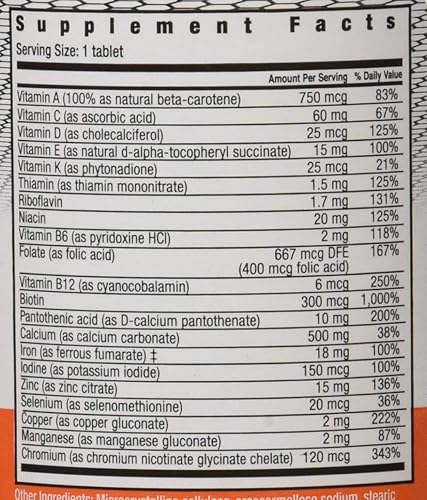 Supplement Facts
Serving Size: 1 tablet
Amount Per Serving % Daily Value
Vitamin A (100% as natural beta-carotene) 750 mcg 83%
Vitamin C (as ascorbic acid) 60 mg 67%
Vitamin D (as cholecalciferol) 25 mcg 125%
Vitamin E (as natural d-alpha-tocopheryl succinate) 15 mg 100%
Vitamin K (as phytonadione) 25 mcg 21%
Thiamin (as thiamin mononitrate) 1.5 mg 125%
Riboflavin 1.7 mg 131%
Niacin 20 mg 125%
Vitamin B6 (as pyridoxine HCl) 2 mg 118%
Folate (as folic acid) 667 mcg DFE 167%
(400 mcg folic acid)
Vitamin B12 (as cyanocobalamin) 6 mcg 250%
Biotin 300 mcg 1,000%
Pantothenic acid (as D-calcium pantothenate) 10 mg 200%
Calcium (as calcium carbonate) 500 mg 38%
Iron (as ferrous fumarate) ‡ 18 mg 100%
Iodine (as potassium iodide) 150 mcg 100%
Zinc (as zinc citrate) 15 mg 136%
Selenium (as selenomethionine) 20 mcg 36%
Copper (as copper gluconate) 2 mg 222%
Manganese (as manganese gluconate) 2 mg 87%
Chromium (as chromium nicotinate glycinate chelate) 120 mcg 343%
Other Ingredients: Microcrystalline cellulose, croscarmellose sodium, stearic